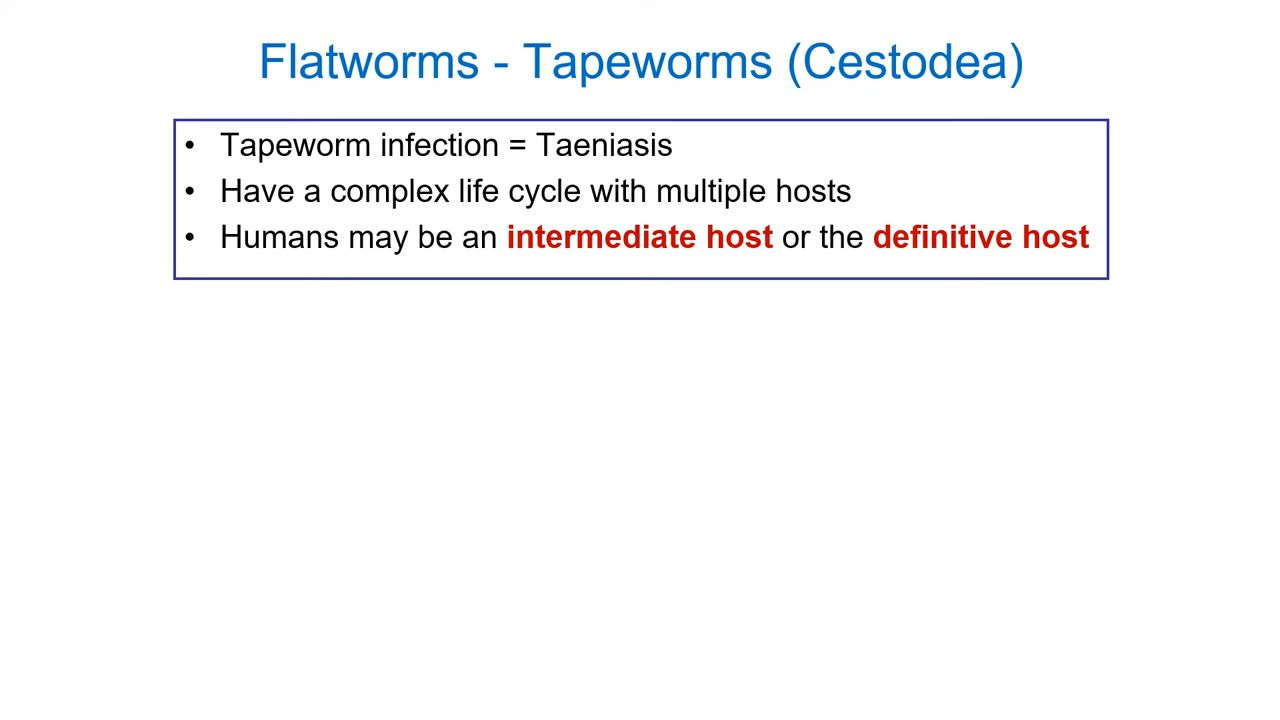 Flatworms - Tapeworms (Cestodea)
• Tapeworm infection = Taeniasis
• Have a complex life cycle with multiple hosts
• Humans may be an intermediate host or the definitive host